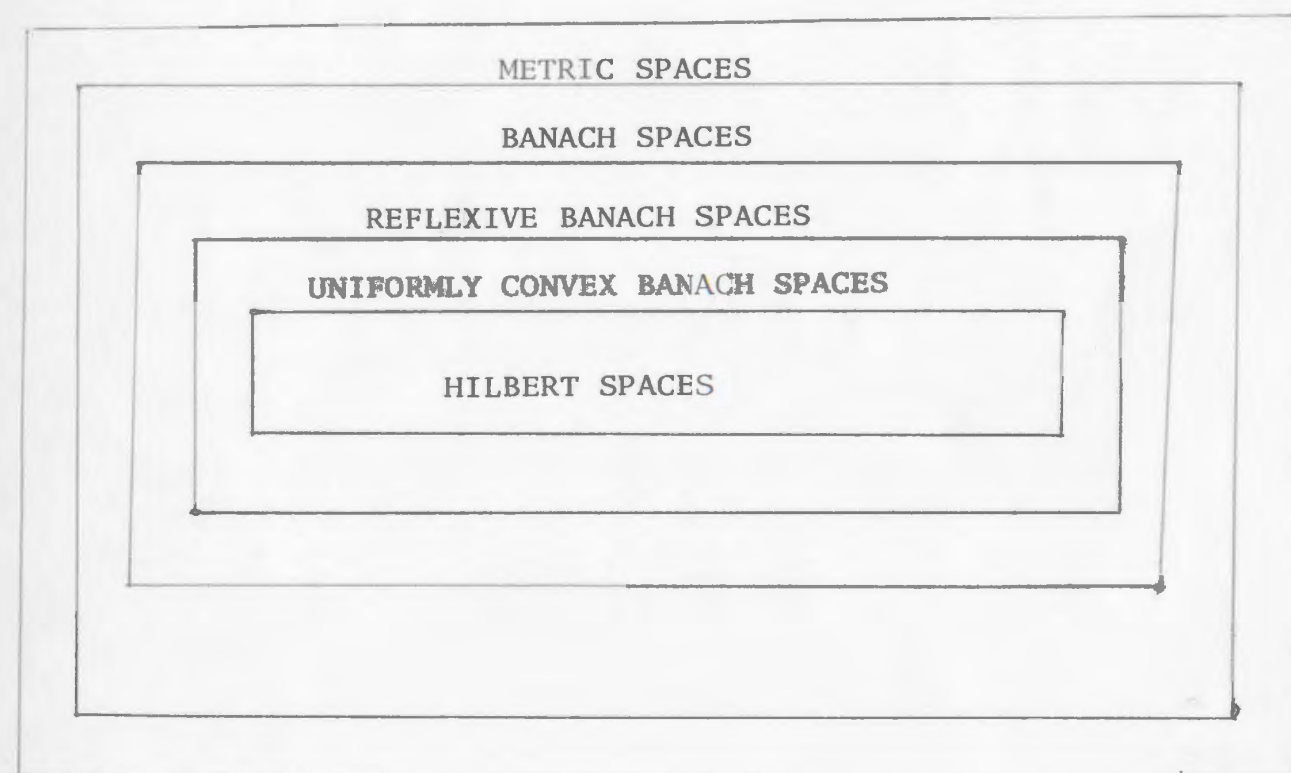 METRIC SPACES
BANACH SPACES
REFLEXIVE BANACH SPACES
UNIFORMLY CONVEX BANACH SPACES
HILBERT SPACES